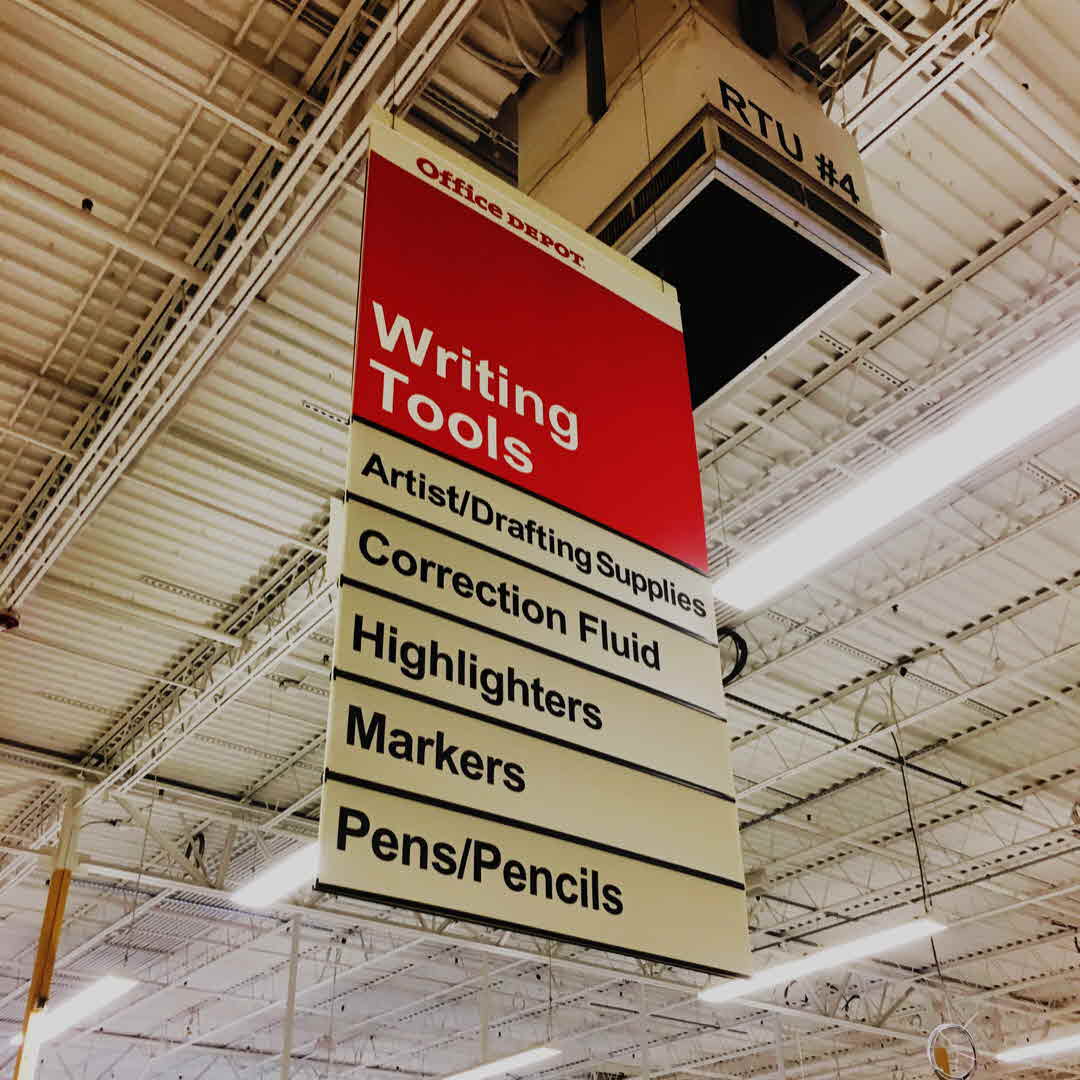 RTU #4
Office DEPOT.
Writing
Tools
Artist/Drafting Supplies
Correction Fluid
Highlighters
Markers
Pens/Pencils